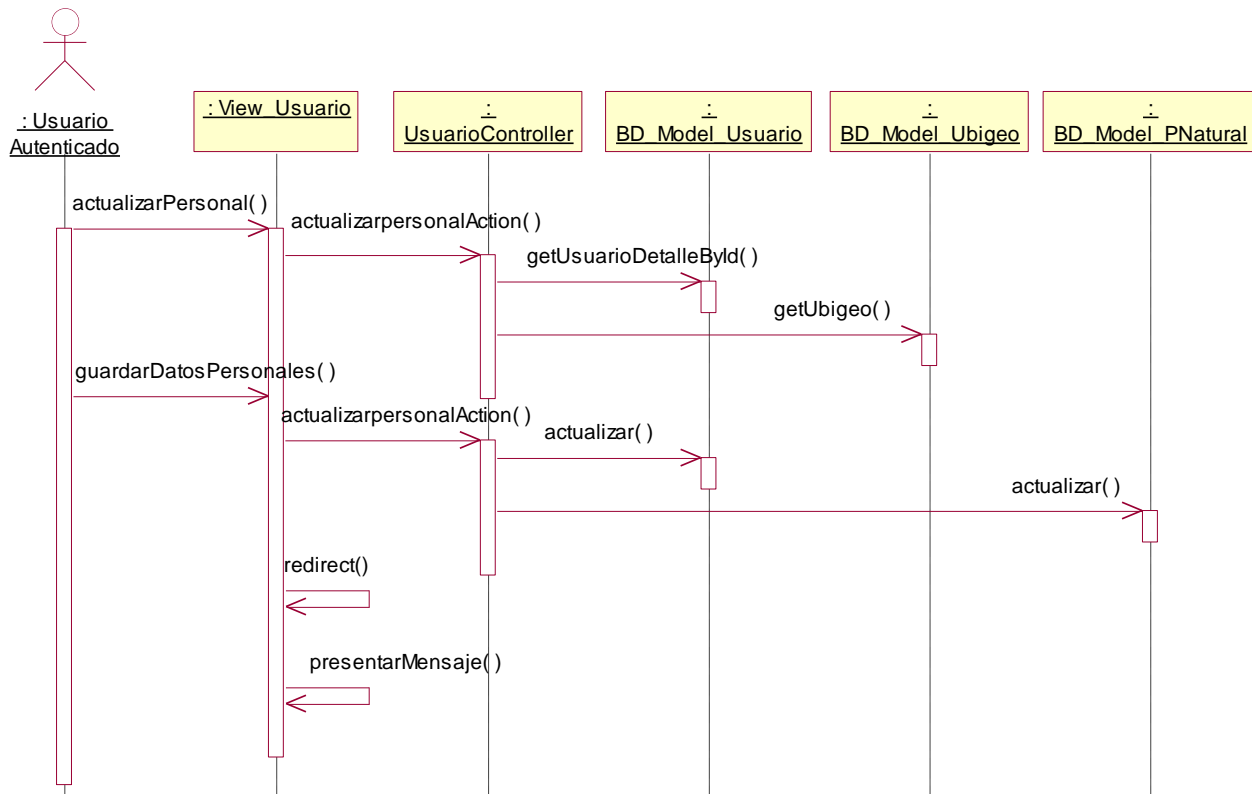 : Usuario
Autenticado
: View_Usuario
:
UsuarioController
:
BD_Model_Usuario
:
BD_Model_Ubigeo
:
BD_Model_PNatural
actualizarPersonal( )
actualizarpersonalAction( )
getUsuarioDetalleById( )
getUbigeo( )
guardarDatosPersonales( )
actualizarpersonalAction( )
actualizar( )
actualizar( )
redirect()
presentarMensaje( )